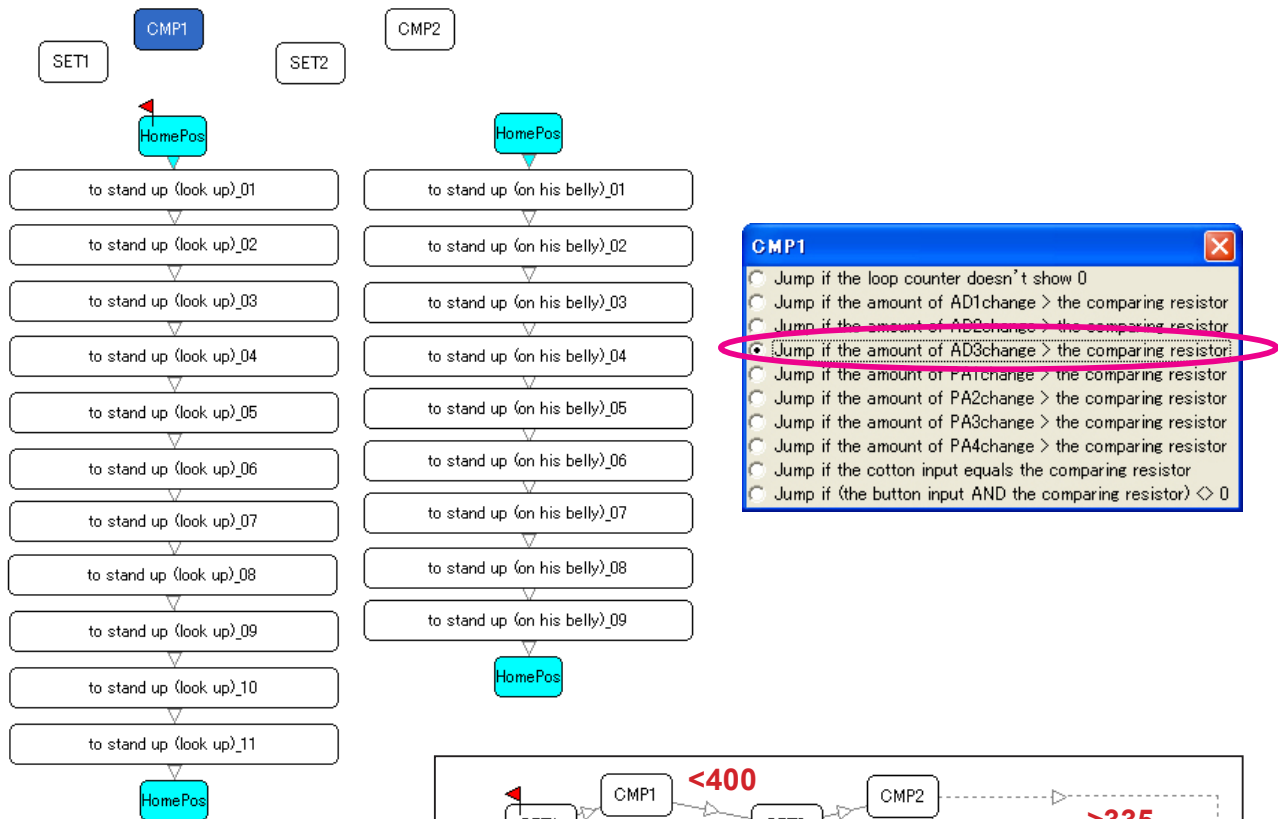 CMP1
CMP2
SET1
SET2
HomePos
to stand up (look up)_01
to stand up (look up)_02
to stand up (look up)_03
to stand up (look up)_04
to stand up (look up)_05
to stand up (look up)_06
to stand up (look up)_07
to stand up (look up)_08
to stand up (look up)_09
to stand up (look up)_10
to stand up (look up)_11
HomePos
HomePos
to stand up (on his belly)_01
to stand up (on his belly)_02
to stand up (on his belly)_03
to stand up (on his belly)_04
to stand up (on his belly)_05
to stand up (on his belly)_06
to stand up (on his belly)_07
to stand up (on his belly)_08
to stand up (on his belly)_09
HomePos
CMP1
Jump if the loop counter doesn't show 0
Jump if the amount of AD1change > the comparing resistor
Jump if the amount of AD2change > the comparing resistor
Jump if the amount of AD3change > the comparing resistor
Jump if the amount of PA1change > the comparing resistor
Jump if the amount of PA2change > the comparing resistor
Jump if the amount of PA3change > the comparing resistor
Jump if the amount of PA4change > the comparing resistor
Jump if the cotton input equals the comparing resistor
Jump if (the button input AND the comparing resistor) <> 0
CMP1
<400
CMP2
>335